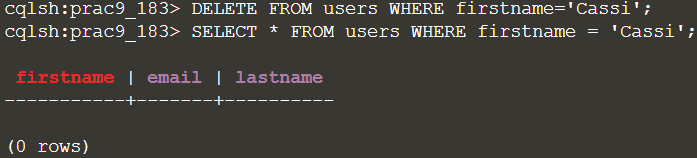 cqlsh:prac9_183> DELETE FROM users WHERE firstname='Cassi';
cqlsh:prac9_183> SELECT * FROM users WHERE firstname = 'Cassi';
 firstname | email | lastname
-----------+-------+----------
(0 rows)